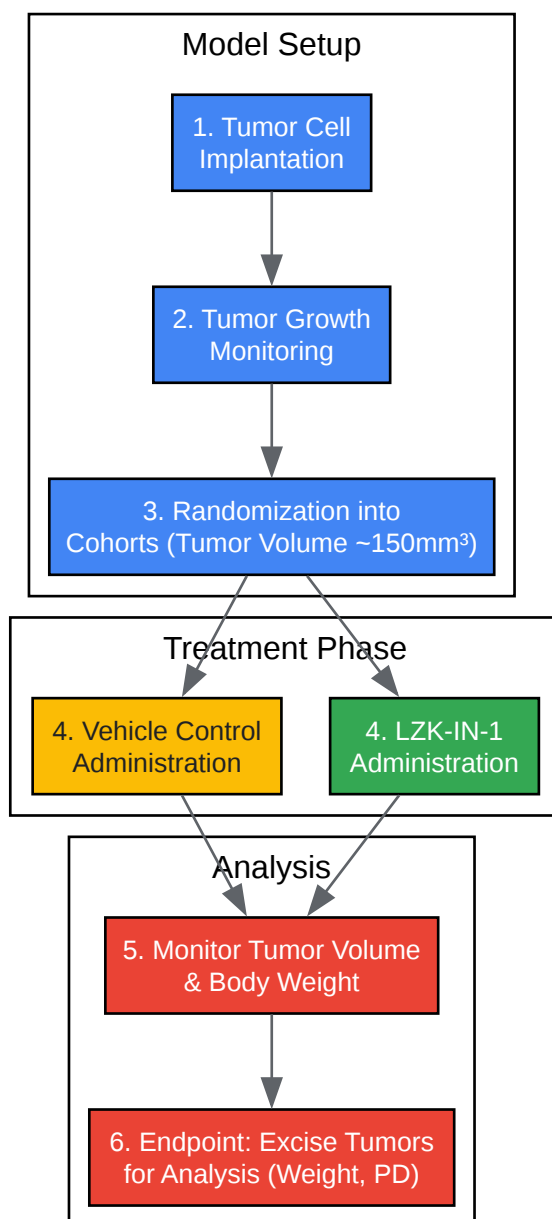 Model Setup
1. Tumor Cell
Implantation
2. Tumor Growth
Monitoring
3. Randomization into
Cohorts (Tumor Volume ~150mm³)
Treatment Phase
4. Vehicle Control
Administration
4. LZK-IN-1
Administration
Analysis
5. Monitor Tumor Volume
& Body Weight
6. Endpoint: Excise Tumors
for Analysis (Weight, PD)